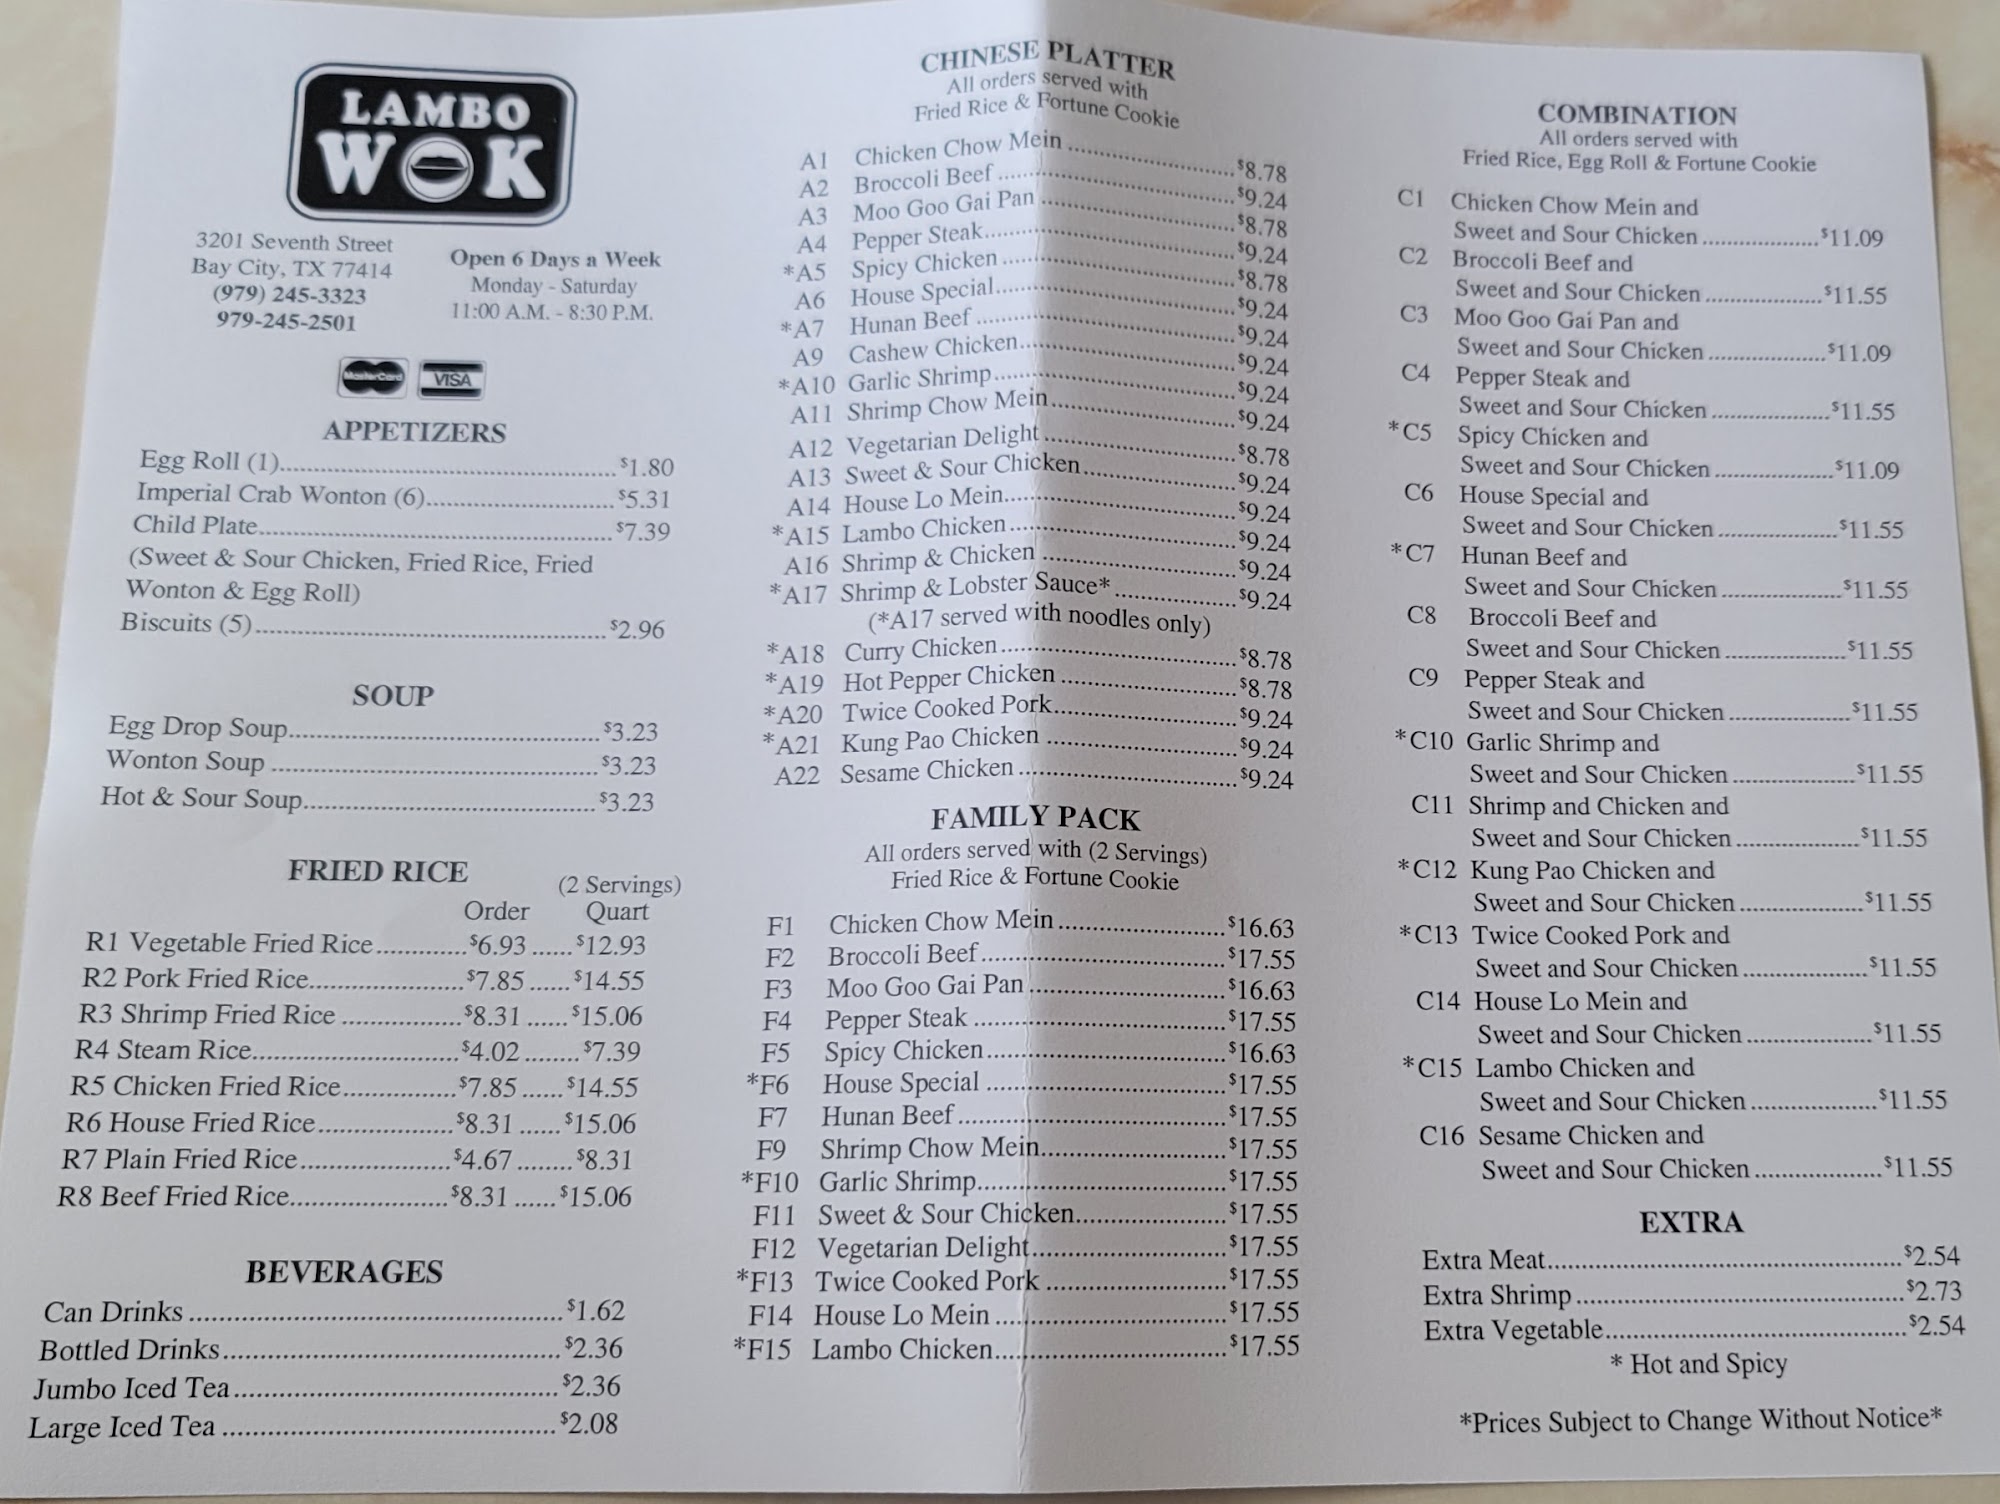 LAMBO
WOK
3201 Seventh Street
Bay City, TX 77414
(979) 245-3323
979-245-2501
Open 6 Days a Week
Monday - Saturday
11:00 A.M. - 8:30 P.M.
MasterCard VISA
APPETIZERS
Egg Roll (1) $1.80
Imperial Crab Wonton (6) $5.31
Child Plate $7.39
(Sweet & Sour Chicken, Fried Rice, Fried
Wonton & Egg Roll)
Biscuits (5) $2.96
SOUP
Egg Drop Soup $3.23
Wonton Soup $3.23
Hot & Sour Soup $3.23
FRIED RICE
(2 Servings)
Order Quart
R1 Vegetable Fried Rice $6.93 $12.93
R2 Pork Fried Rice $7.85 $14.55
R3 Shrimp Fried Rice $8.31 $15.06
R4 Steam Rice $4.02 $7.39
R5 Chicken Fried Rice $7.85 $14.55
R6 House Fried Rice $8.31 $15.06
R7 Plain Fried Rice $4.67 $8.31
R8 Beef Fried Rice $8.31 $15.06
BEVERAGES
Can Drinks $1.62
Bottled Drinks $2.36
Jumbo Iced Tea $2.36
Large Iced Tea $2.08
CHINESE PLATTER
All orders served with
Fried Rice & Fortune Cookie
A1 Chicken Chow Mein $8.78
A2 Broccoli Beef $9.24
A3 Moo Goo Gai Pan $8.78
A4 Pepper Steak $9.24
*A5 Spicy Chicken $8.78
A6 House Special $9.24
*A7 Hunan Beef $9.24
A9 Cashew Chicken $9.24
*A10 Garlic Shrimp $9.24
A11 Shrimp Chow Mein $9.24
A12 Vegetarian Delight $8.78
A13 Sweet & Sour Chicken $9.24
A14 House Lo Mein $9.24
*A15 Lambo Chicken $9.24
A16 Shrimp & Chicken $9.24
*A17 Shrimp & Lobster Sauce* $9.24
(*A17 served with noodles only)
*A18 Curry Chicken $8.78
*A19 Hot Pepper Chicken $8.78
*A20 Twice Cooked Pork $9.24
*A21 Kung Pao Chicken $9.24
A22 Sesame Chicken $9.24
FAMILY PACK
All orders served with (2 Servings)
Fried Rice & Fortune Cookie
F1 Chicken Chow Mein $16.63
F2 Broccoli Beef $17.55
F3 Moo Goo Gai Pan $16.63
F4 Pepper Steak $17.55
F5 Spicy Chicken $16.63
*F6 House Special $17.55
F7 Hunan Beef $17.55
F9 Shrimp Chow Mein $17.55
*F10 Garlic Shrimp $17.55
F11 Sweet & Sour Chicken $17.55
F12 Vegetarian Delight $17.55
*F13 Twice Cooked Pork $17.55
F14 House Lo Mein $17.55
*F15 Lambo Chicken $17.55
COMBINATION
All orders served with
Fried Rice, Egg Roll & Fortune Cookie
C1 Chicken Chow Mein and
Sweet and Sour Chicken $11.09
C2 Broccoli Beef and
Sweet and Sour Chicken $11.55
C3 Moo Goo Gai Pan and
Sweet and Sour Chicken $11.09
C4 Pepper Steak and
Sweet and Sour Chicken $11.55
*C5 Spicy Chicken and
Sweet and Sour Chicken $11.09
C6 House Special and
Sweet and Sour Chicken $11.55
*C7 Hunan Beef and
Sweet and Sour Chicken $11.55
C8 Broccoli Beef and
Sweet and Sour Chicken $11.55
C9 Pepper Steak and
Sweet and Sour Chicken $11.55
*C10 Garlic Shrimp and
Sweet and Sour Chicken $11.55
C11 Shrimp and Chicken and
Sweet and Sour Chicken $11.55
*C12 Kung Pao Chicken and
Sweet and Sour Chicken $11.55
*C13 Twice Cooked Pork and
Sweet and Sour Chicken $11.55
C14 House Lo Mein and
Sweet and Sour Chicken $11.55
*C15 Lambo Chicken and
Sweet and Sour Chicken $11.55
C16 Sesame Chicken and
Sweet and Sour Chicken $11.55
EXTRA
Extra Meat $2.54
Extra Shrimp $2.73
Extra Vegetable $2.54
* Hot and Spicy
*Prices Subject to Change Without Notice*